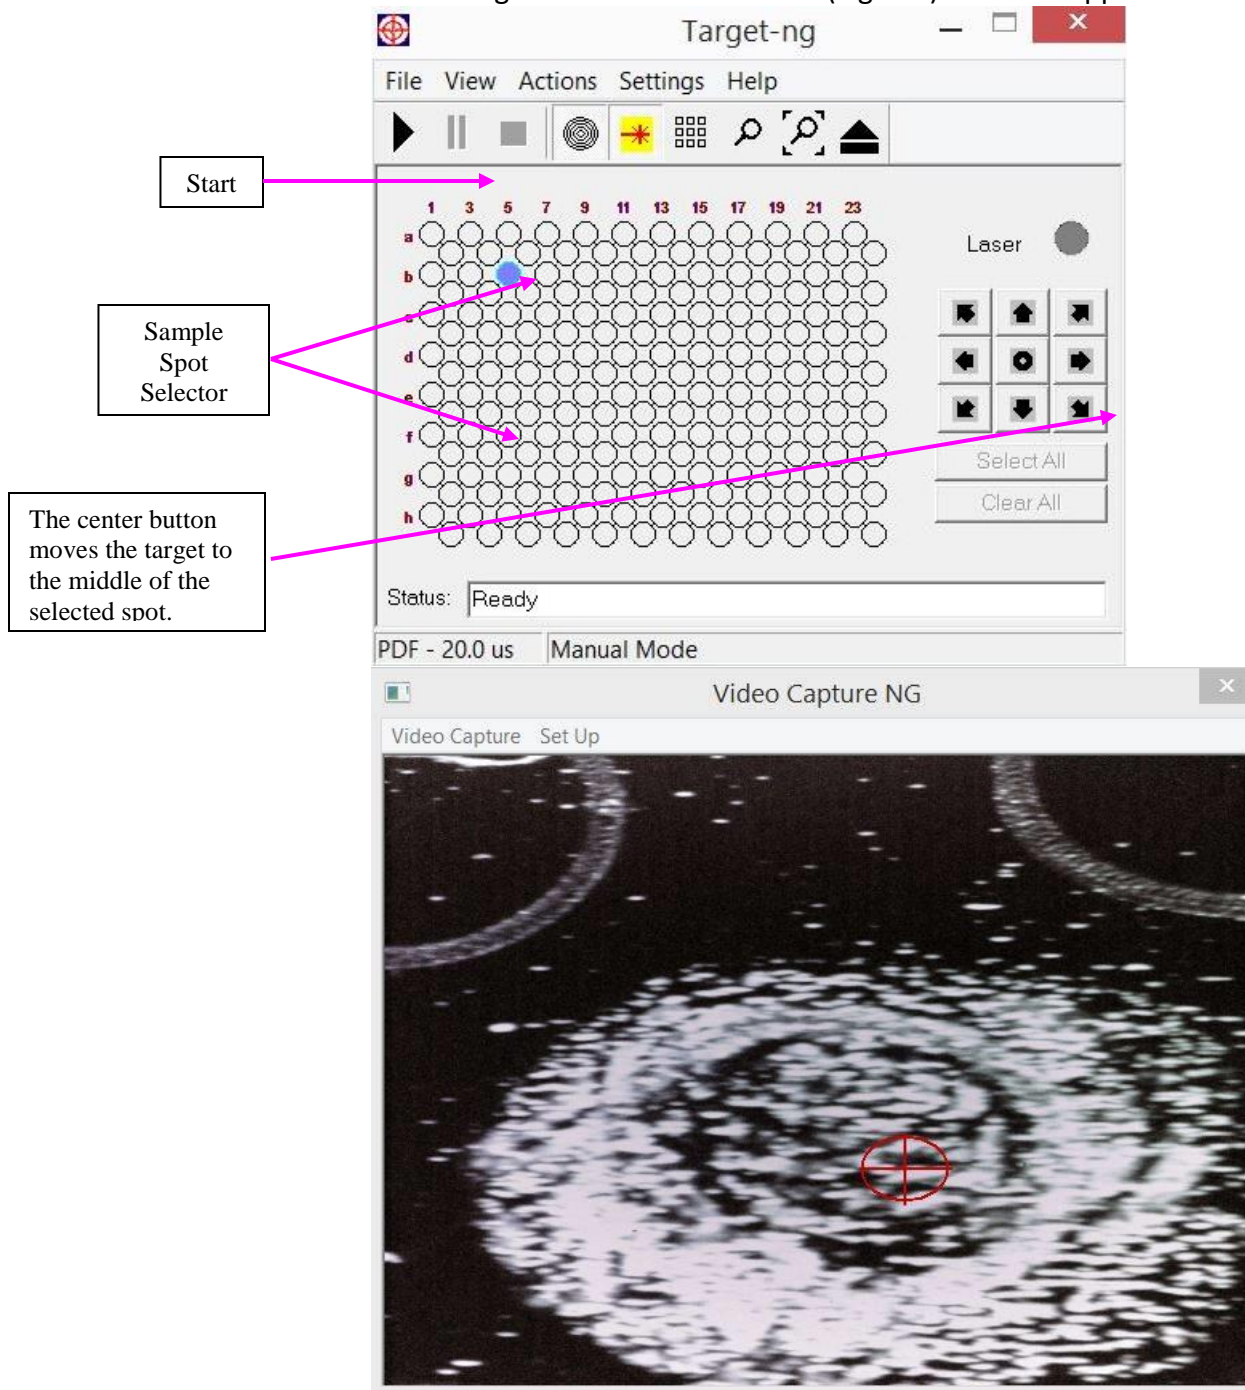 Target-ng
File View Actions Settings Help
Start
1 3 5 7 9 11 13 15 17 19 21 23
a
Laser
b
Sample
Spot
Selector
c
d
e
f
Select All
g
Clear All
h
The center button
moves the target to
the middle of the
selected spot.
Status: Ready
PDF - 20.0 us Manual Mode
Video Capture NG
Video Capture Set Up